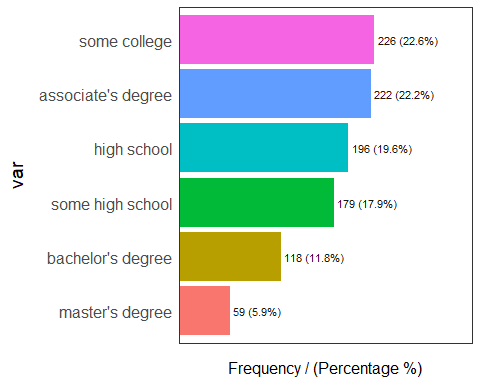 some college 226 (22.6%)
associate's degree 222 (22.2%)
high school 196 (19.6%)
some high school 179 (17.9%)
bachelor's degree 118 (11.8%)
master's degree 59 (5.9%)
var
Frequency / (Percentage %)